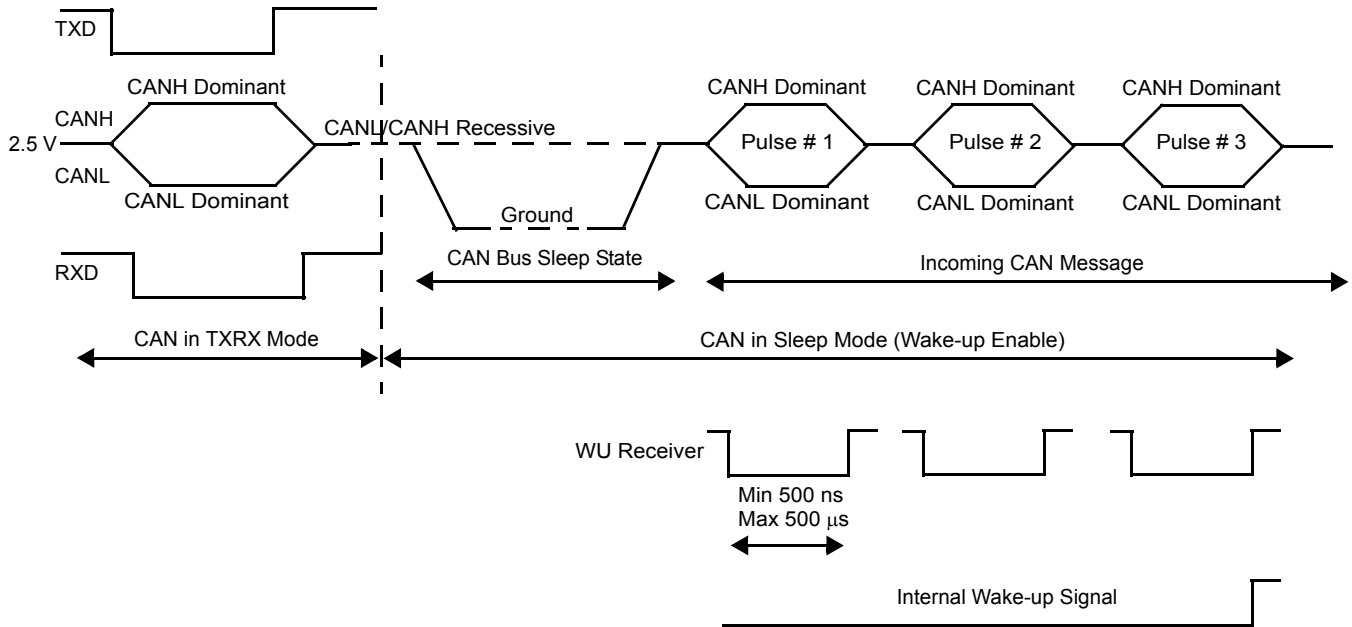 TXD
CANH Dominant
CANH Dominant
CANH Dominant
CANH Dominant
CANH
CANL/CANH Recessive
2.5 V
Pulse # 1
Pulse # 2
Pulse # 3
CANL
CANL Dominant
Ground
CANL Dominant
CANL Dominant
CANL Dominant
RXD
CAN Bus Sleep State
Incoming CAN Message
CAN in TXRX Mode
CAN in Sleep Mode (Wake-up Enable)
WU Receiver
Min 500 ns
Max 500 μs
Internal Wake-up Signal